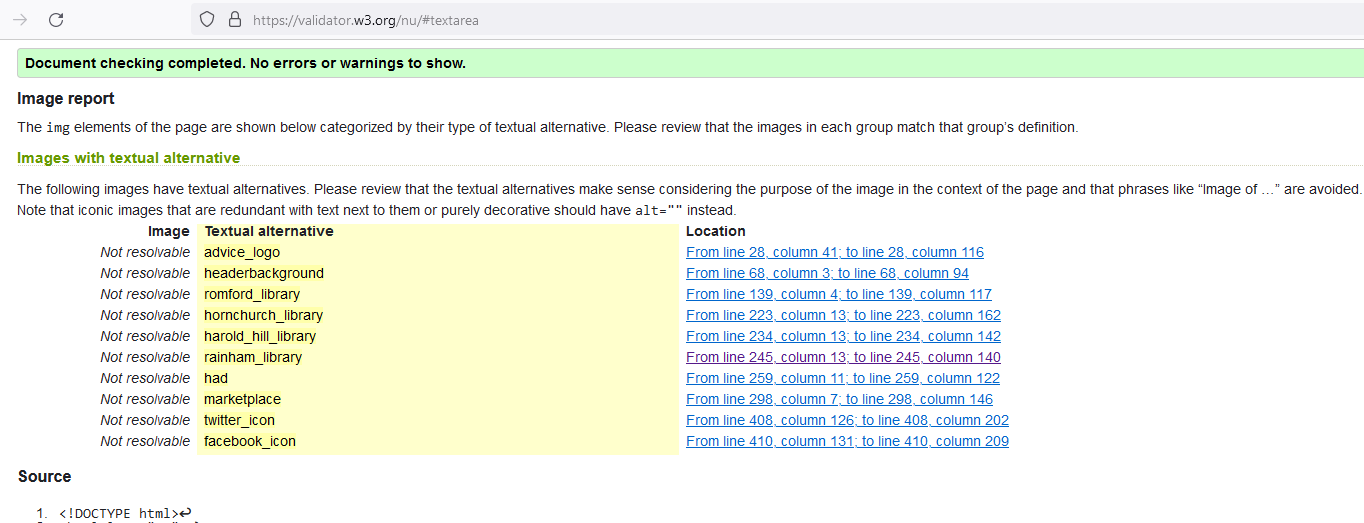 https://validator.w3.org/nu/#textarea
Document checking completed. No errors or warnings to show.
Image report
The img elements of the page are shown below categorized by their type of textual alternative. Please review that the images in each group match that group's definition.
Images with textual alternative
The following images have textual alternatives. Please review that the textual alternatives make sense considering the purpose of the image in the context of the page and that phrases like “Image of …” are avoided.
Note that iconic images that are redundant with text next to them or purely decorative should have alt="" instead.
Image Textual alternative Location
Not resolvable advice_logo From line 28, column 41; to line 28, column 116
Not resolvable headerbackground From line 68, column 3; to line 68, column 94
Not resolvable romford_library From line 139, column 4; to line 139, column 117
Not resolvable hornchurch_library From line 223, column 13; to line 223, column 162
Not resolvable harold_hill_library From line 234, column 13; to line 234, column 142
Not resolvable rainham_library From line 245, column 13; to line 245, column 140
Not resolvable had From line 259, column 11; to line 259, column 122
Not resolvable marketplace From line 298, column 7; to line 298, column 146
Not resolvable twitter_icon From line 408, column 126; to line 408, column 202
Not resolvable facebook_icon From line 410, column 131; to line 410, column 209
Source
1. <!DOCTYPE html>↩